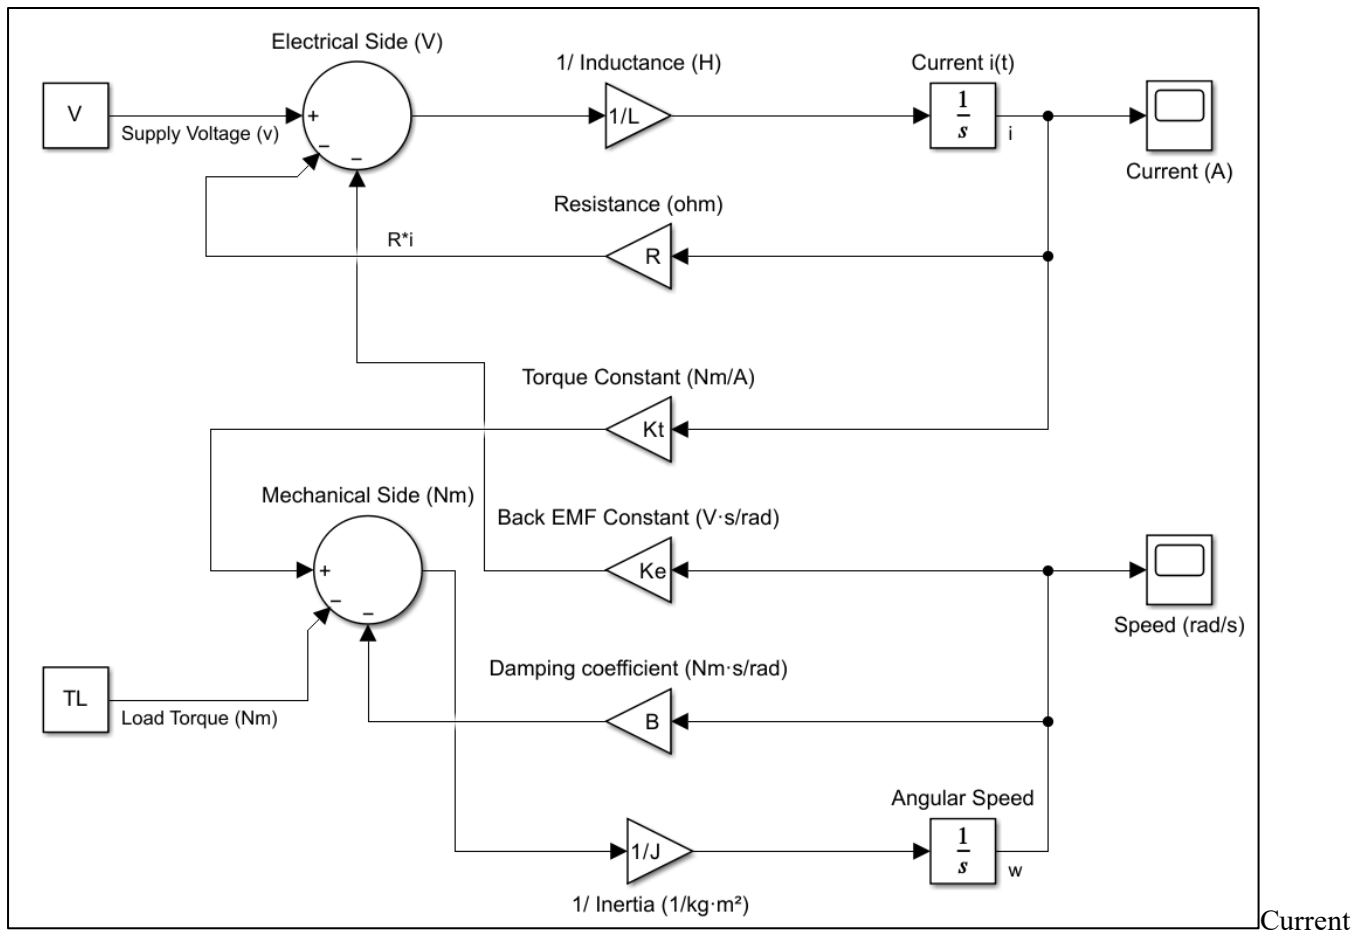 Electrical Side (V)
1/ Inductance (H)
Current i(t)
V
Supply Voltage (v)
+
−
−
1/L
1
s
i
Current (A)
Resistance (ohm)
R*i
R
Torque Constant (Nm/A)
Kt
Mechanical Side (Nm)
Back EMF Constant (V·s/rad)
+
−
−
Ke
Speed (rad/s)
Damping coefficient (Nm·s/rad)
TL
Load Torque (Nm)
B
Angular Speed
1/J
1
s
w
1/ Inertia (1/kg·m²)
Current